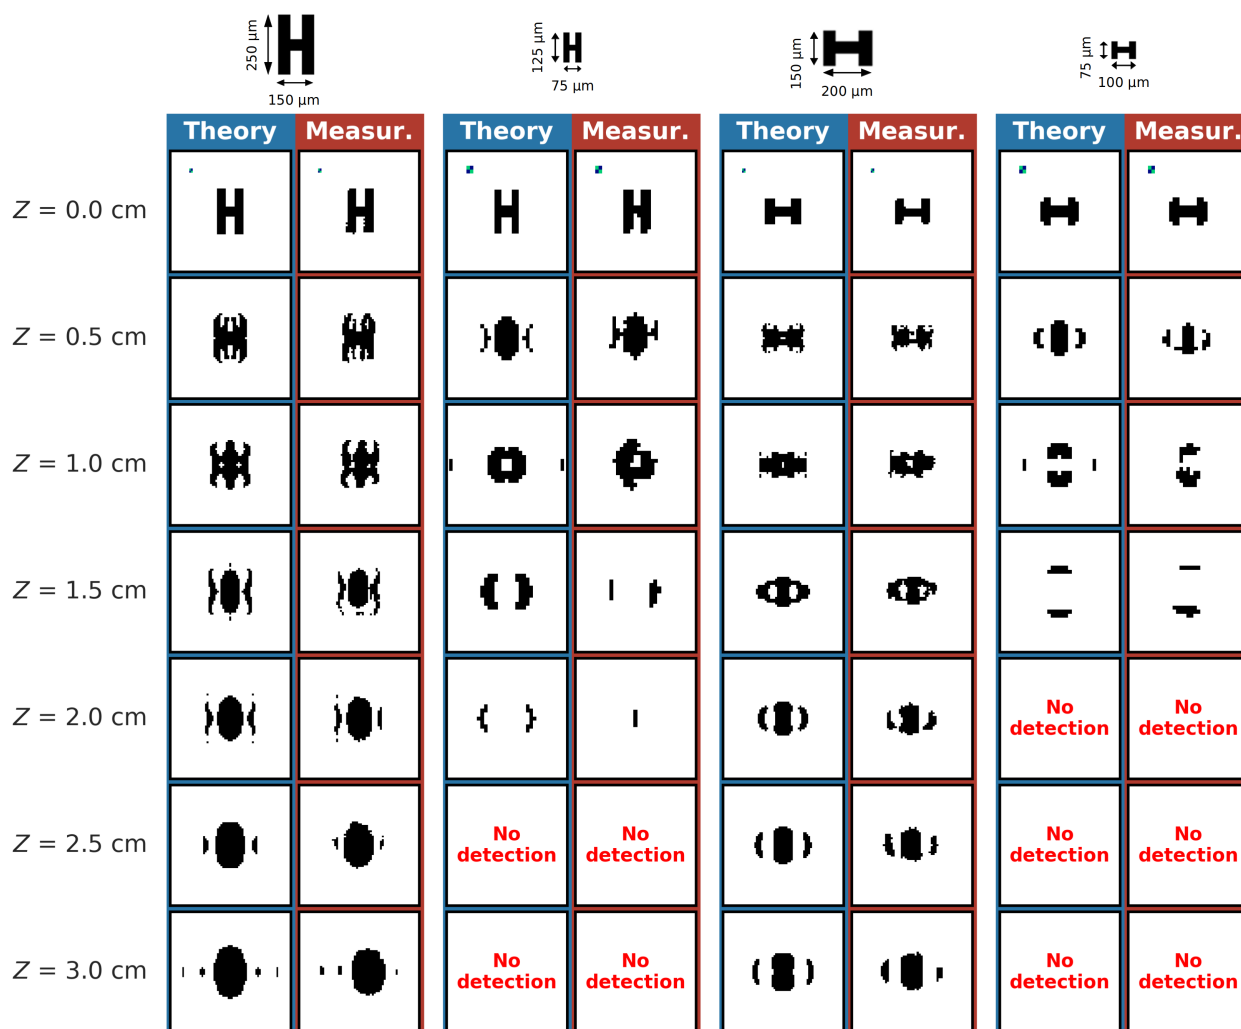 250 μm
150 μm
125 μm
75 μm
150 μm
200 μm
75 μm
100 μm
Theory Measur. Theory Measur. Theory Measur. Theory Measur.
Z = 0.0 cm
Z = 0.5 cm
Z = 1.0 cm
Z = 1.5 cm
Z = 2.0 cm
No detection
No detection
Z = 2.5 cm
No detection
No detection
No detection
No detection
Z = 3.0 cm
No detection
No detection
No detection
No detection